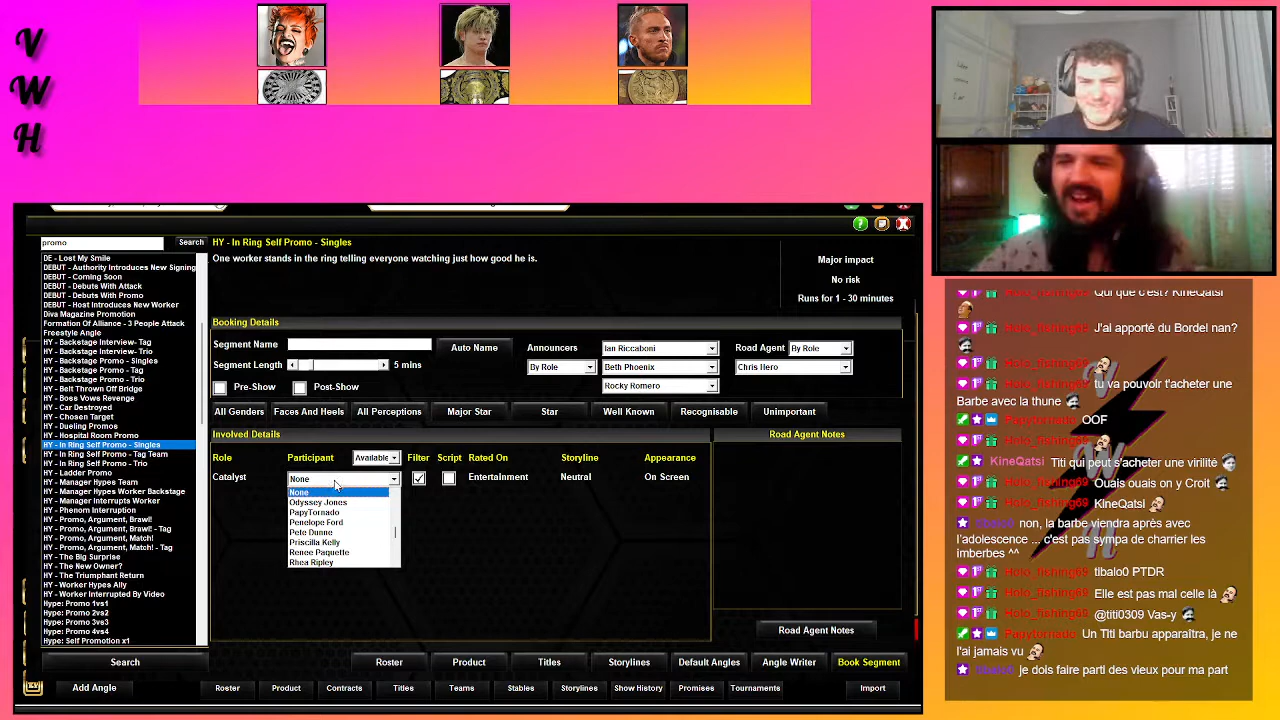 V
W
H
promo
Search
DE - Lost My Smile
DEBUT - Authority Introduces New Signing
DEBUT - Coming Soon
DEBUT - Debuts With Attack
DEBUT - Debuts With Promo
DEBUT - Host Introduces New Worker
Diva Magazine Promotion
Formation Of Alliance - 3 People Attack
Freestyle Angle
HY - Backstage Interview- Tag
HY - Backstage Interview- Trio
HY - Backstage Promo - Singles
HY - Backstage Promo - Tag
HY - Backstage Promo - Trio
HY - Belt Thrown Off Bridge
HY - Boss Vows Revenge
HY - Car Destroyed
HY - Chosen Target
HY - Dueling Promos
HY - Hospital Room Promo
HY - In Ring Self Promo - Singles
HY - In Ring Self Promo - Tag Team
HY - In Ring Self Promo - Trio
HY - Ladder Promo
HY - Manager Hypes Team
HY - Manager Hypes Worker Backstage
HY - Manager Interrupts Worker
HY - Phenom Interruption
HY - Promo, Argument, Brawl!
HY - Promo, Argument, Brawl! - Tag
HY - Promo, Argument, Match!
HY - Promo, Argument, Match! - Tag
HY - The Big Surprise
HY - The New Owner?
HY - The Triumphant Return
HY - Worker Hypes Ally
HY - Worker Interrupted By Video
Hype: Promo 1vs1
Hype: Promo 2vs2
Hype: Promo 3vs3
Hype: Promo 4vs4
Hype: Self Promotion x1
Search
Add Angle
HY - In Ring Self Promo - Singles
One worker stands in the ring telling everyone watching just how good he is.
Major impact
No risk
Runs for 1 - 30 minutes
Booking Details
Segment Name
Auto Name
Announcers
Ian Riccaboni
Road Agent
By Role
Segment Length
5 mins
By Role
Beth Phoenix
Chris Hero
Pre-Show
Post-Show
Rocky Romero
All Genders
Faces And Heels
All Perceptions
Major Star
Star
Well Known
Recognisable
Unimportant
Involved Details
Road Agent Notes
Role
Participant
Available
Filter
Script
Rated On
Storyline
Appearance
Catalyst
None
Entertainment
Neutral
On Screen
None
Odyssey Jones
PapyTornado
Penelope Ford
Pete Dunne
Priscilla Kelly
Renee Paquette
Rhea Ripley
Road Agent Notes
Roster
Product
Titles
Storylines
Default Angles
Angle Writer
Book Segment
Roster
Product
Contracts
Titles
Teams
Stables
Storylines
Show History
Promises
Tournaments
Import
Holo_fishing69 Qui que c'est? KineQatsi
Holo_fishing69 J'ai apporté du Bordel nan?
Holo_fishing69
Holo_fishing69 tu va pouvoir t'acheter une
Barbe avec la thune
Papytornado OOF
Holo_fishing69
KineQatsi Titi qui peut s'acheter une virilité
Holo_fishing69 Ouais ouais on y Croit
Holo_fishing69 KineQatsi
tibalo0 non, la barbe viendra après avec
l'adolescence ... c'est pas sympa de charrier les
imberbes ^^
Holo_fishing69 tibalo0 PTDR
Holo_fishing69 Elle est pas mal celle là
Holo_fishing69 @titi0309 Vas-y
Papytornado Un Titi barbu apparaîtra, je ne
l'ai jamais vu
tibalo0 je dois faire parti des vieux pour ma part